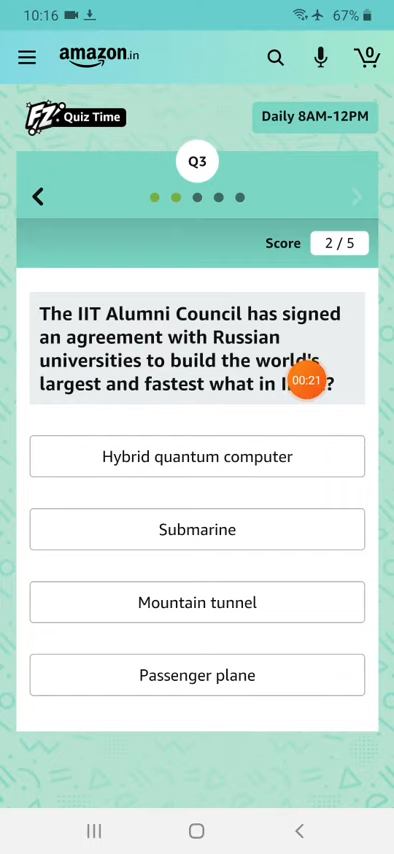 10:16 67%
amazon.in 0
FZ Quiz Time Daily 8AM-12PM
Q3
Score 2 / 5
The IIT Alumni Council has signed
an agreement with Russian
universities to build the world's
largest and fastest what in ?
00:21
Hybrid quantum computer
Submarine
Mountain tunnel
Passenger plane